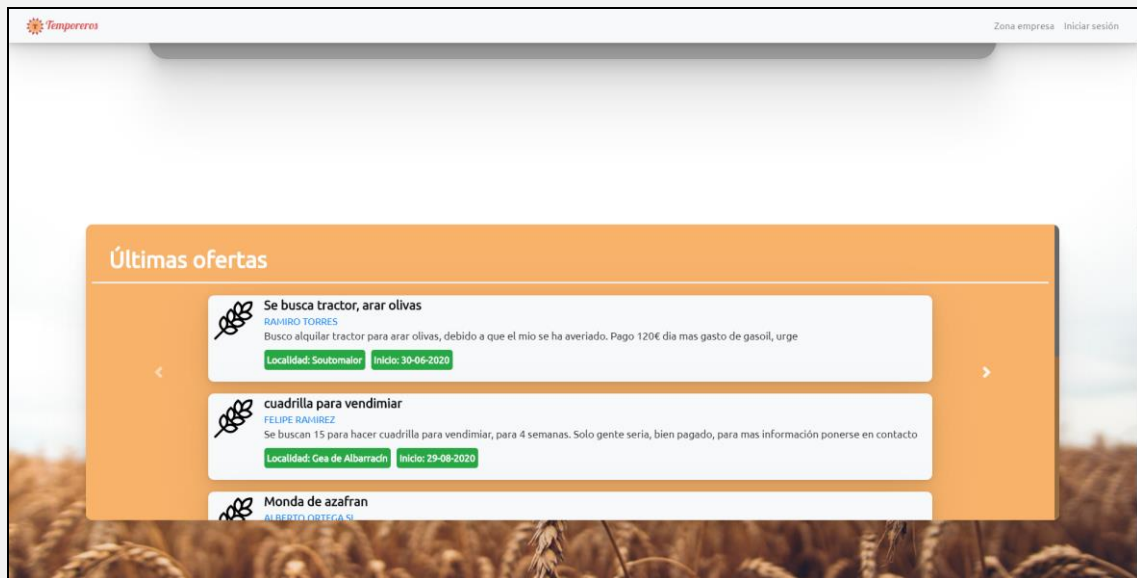 Tempereros
Zona empresa Iniciar sesión
Últimas ofertas
Se busca tractor, arar olivas
RAMIRO TORRES
Busco alquilar tractor para arar olivas, debido a que el mio se ha averiado. Pago 120€ dia mas gasto de gasoil, urge
Localidad: Soutomaior Inicio: 30-06-2020
cuadrilla para vendimiar
FELIPE RAMIREZ
Se buscan 15 para hacer cuadrilla para vendimiar, para 4 semanas. Solo gente seria, bien pagado, para mas información ponerse en contacto
Localidad: Gea de Albarracín Inicio: 29-08-2020
Monda de azafran
ALBERTO ORTEGA SL